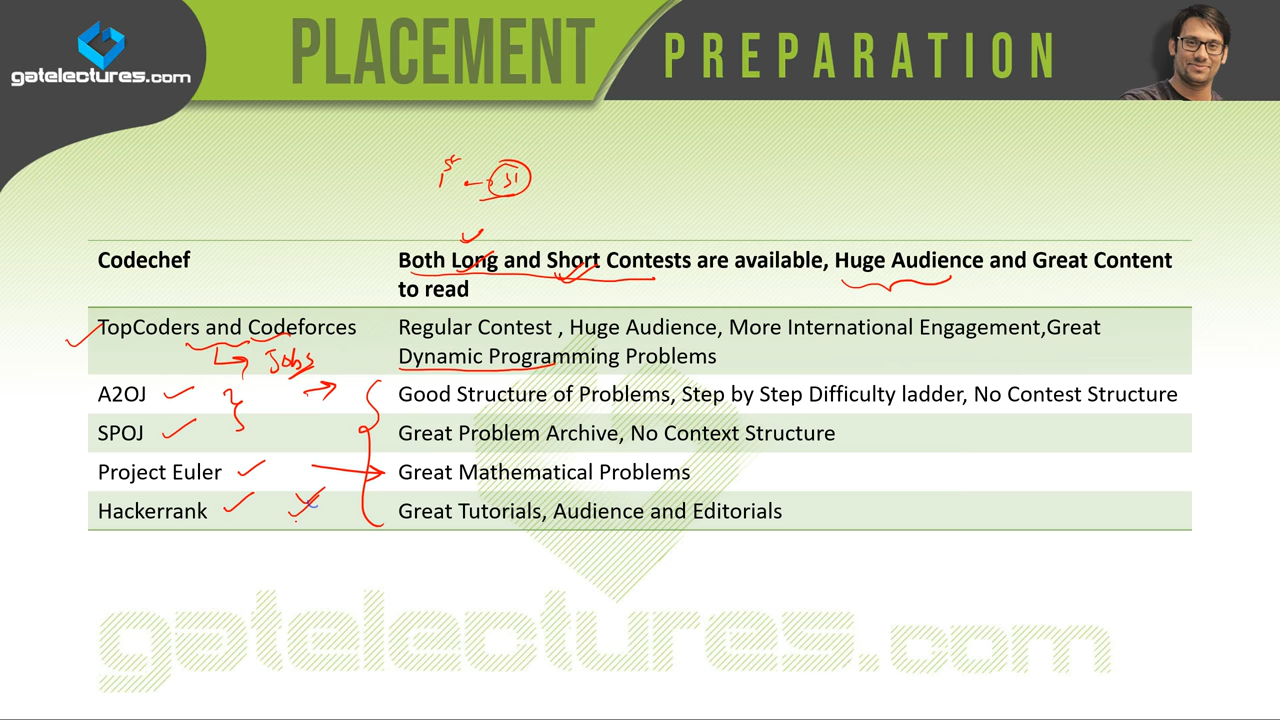 gatelectures.com
PLACEMENT
PREPARATION
1st
31
Codechef
Both Long and Short Contests are available, Huge Audience and Great Content
to read
TopCoders and Codeforces
Regular Contest , Huge Audience, More International Engagement,Great
Dynamic Programming Problems
Jobs
A2OJ
Good Structure of Problems, Step by Step Difficulty ladder, No Contest Structure
SPOJ
Great Problem Archive, No Context Structure
Project Euler
Great Mathematical Problems
Hackerrank
Great Tutorials, Audience and Editorials
gatelectures.com